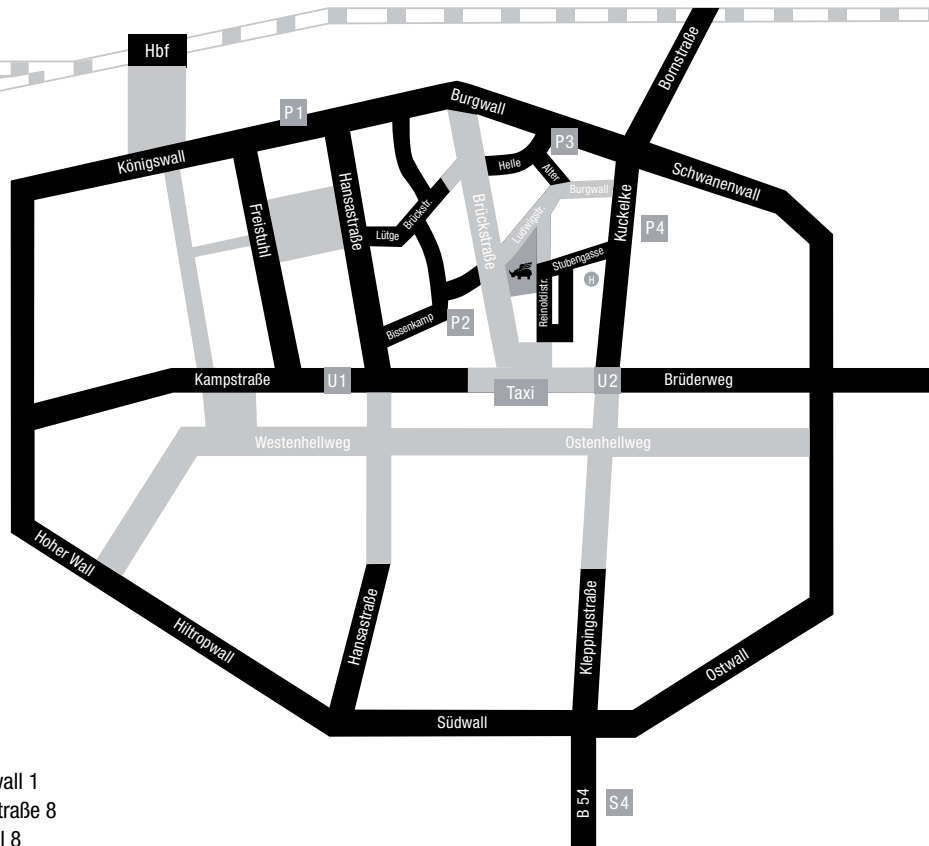 Hbf
Bornstraße
P1
Burgwall
P3
Königswall
Helle
Alter
Burgwall
Schwanenwall
Freistuhl
Hansastraße
Lütge
Brückstr.
Brückstraße
Ludwigstr.
Kuckelke
P4
Stubengasse
H
Reinoldistr.
Bissenkamp
P2
Kampstraße
U1
Taxi
U2
Brüderweg
Westenhellweg
Ostenhellweg
Hoher Wall
Hiltropwall
Hansastraße
Kleppingstraße
Ostwall
Südwall
B 54
S4
wall 1
traße 8
l 8